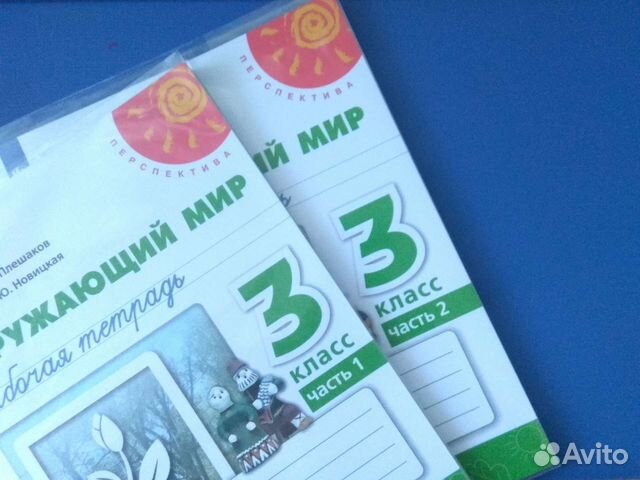 ПЕРСПЕКТИВА
Плешаков
Ю. Новицкая
РУЖАЮЩИЙ МИР
бочая тетрадь
3
класс
часть 1
ПЕРСПЕКТИВА
ИЙ МИР
ь
3
класс
часть 2
Avito